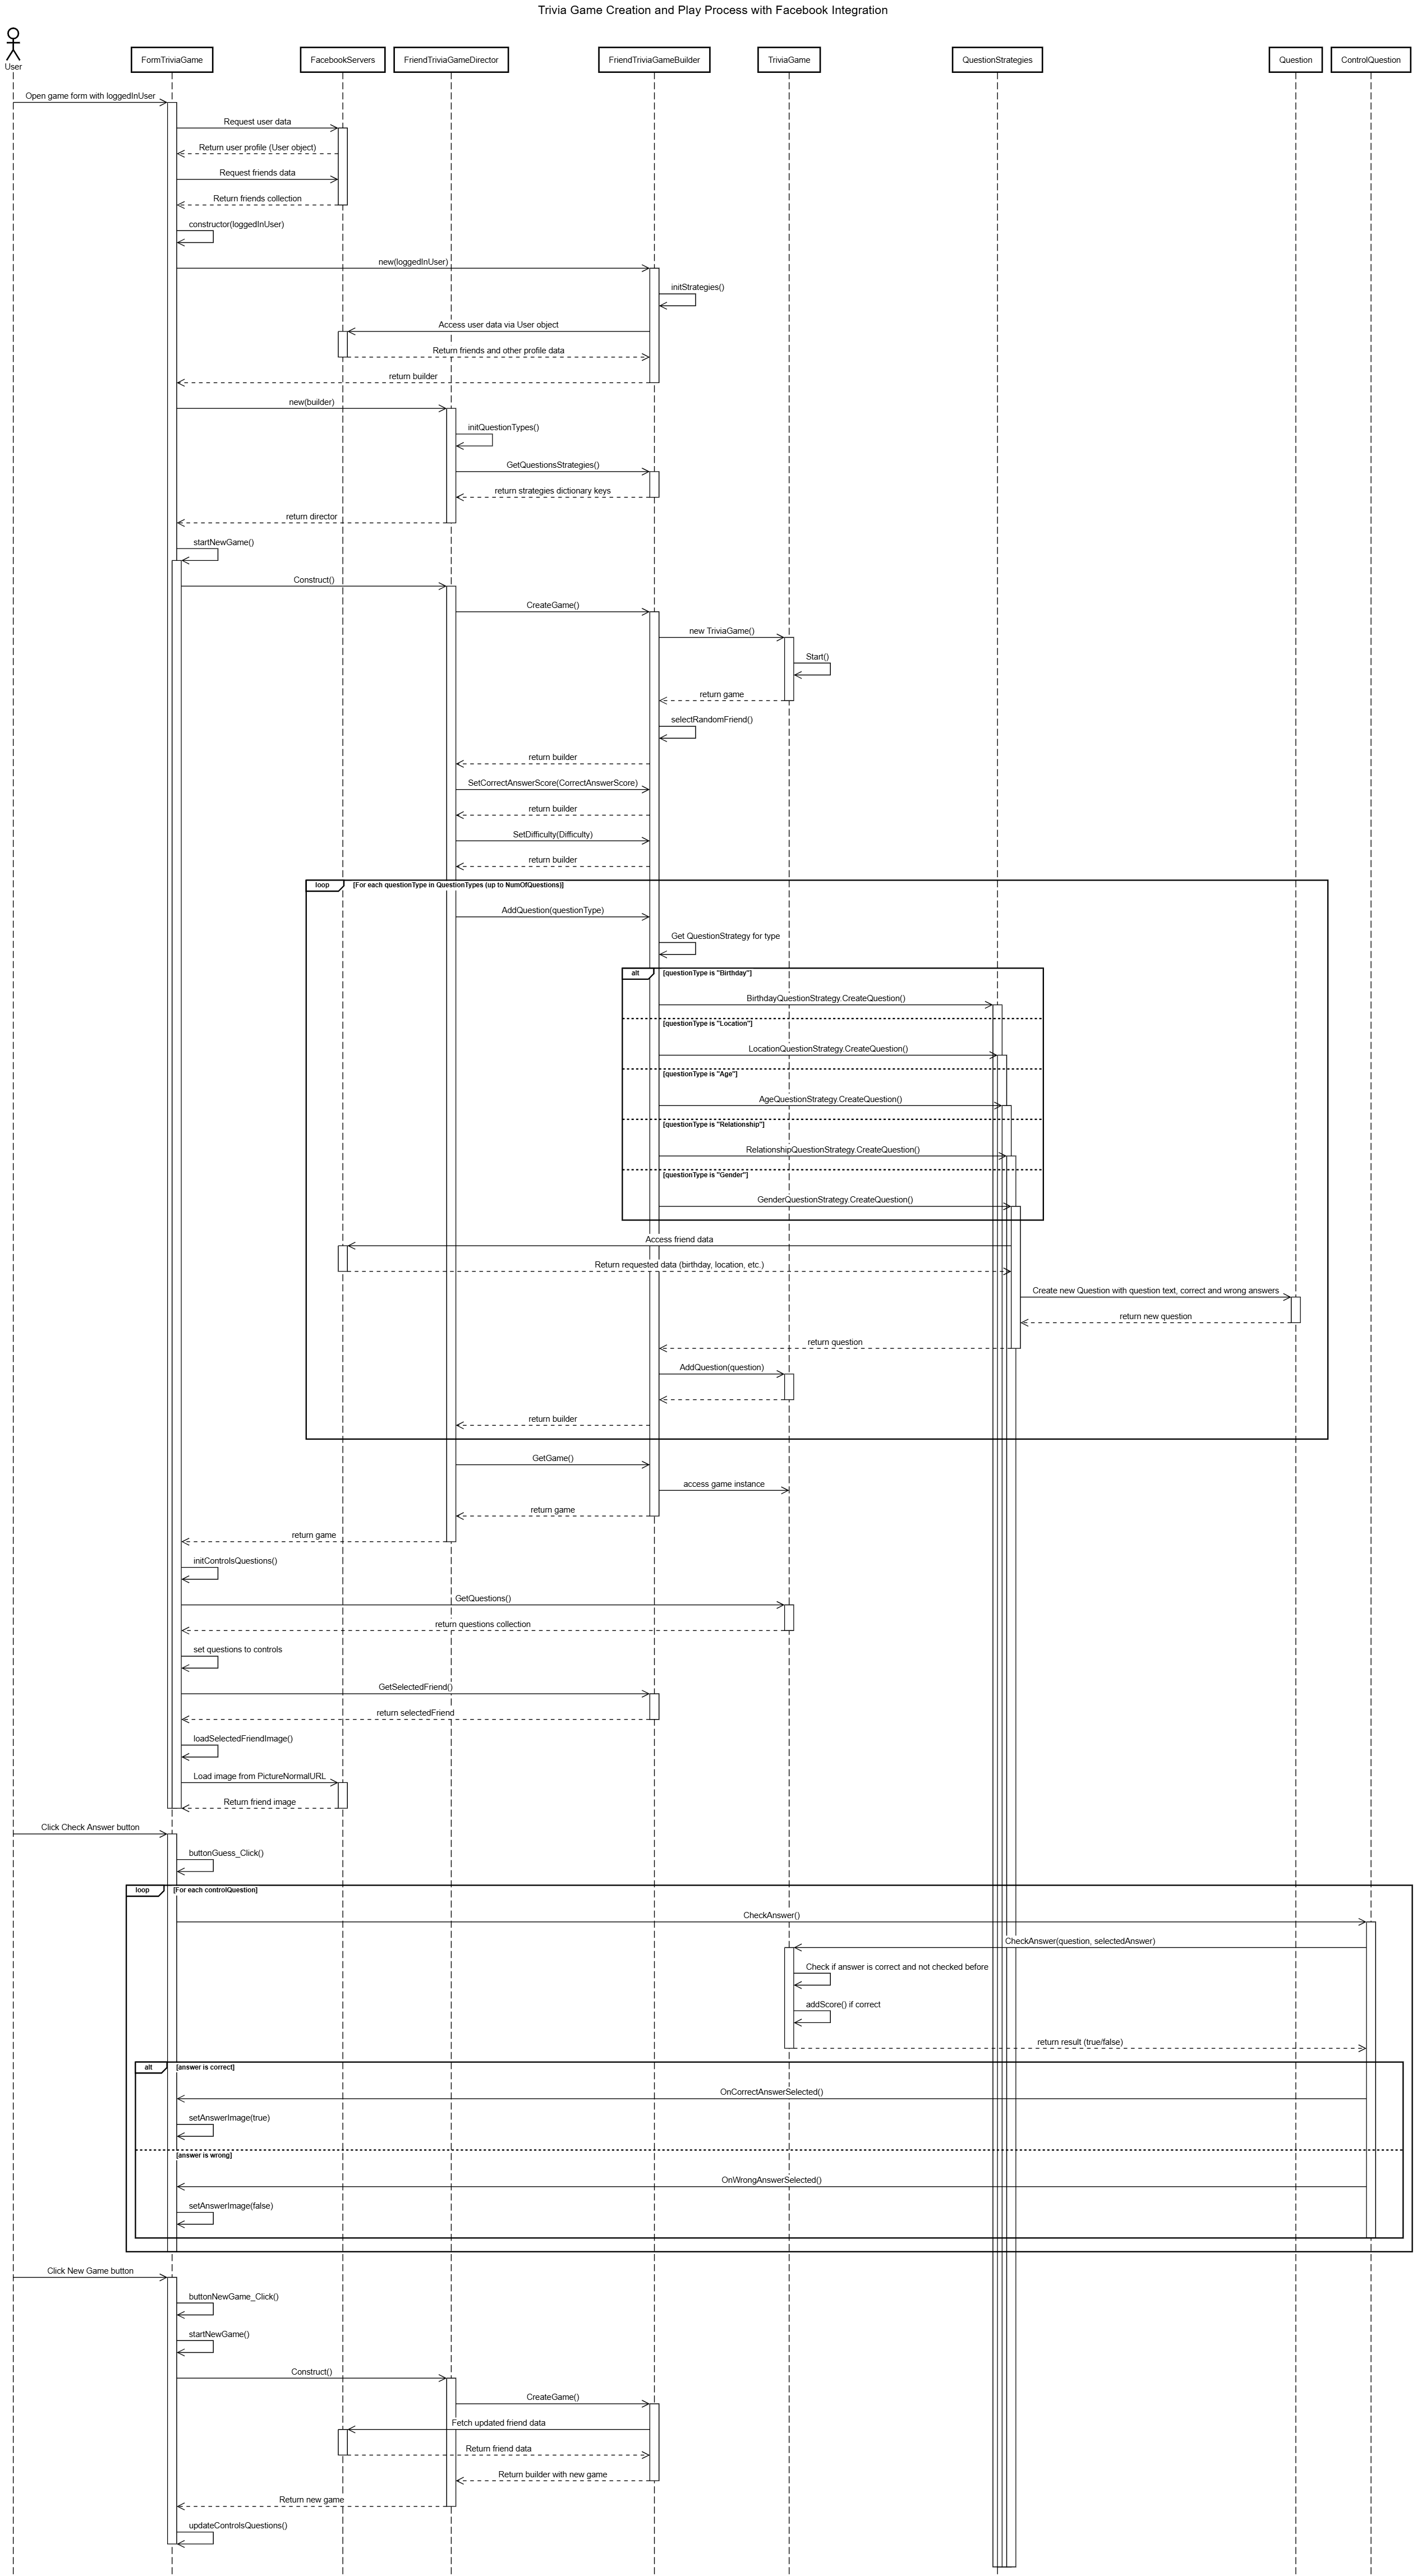 Trivia Game Creation and Play Process with Facebook Integration
User
FormTriviaGame
FacebookServers
FriendTriviaGameDirector
FriendTriviaGameBuilder
TriviaGame
QuestionStrategies
Question
ControlQuestion
Open game form with loggedInUser
Request user data
Return user profile (User object)
Request friends data
Return friends collection
constructor(loggedInUser)
new(loggedInUser)
initStrategies()
Access user data via User object
Return friends and other profile data
return builder
new(builder)
initQuestionTypes()
GetQuestionsStrategies()
return strategies dictionary keys
return director
startNewGame()
Construct()
CreateGame()
new TriviaGame()
Start()
return game
selectRandomFriend()
return builder
SetCorrectAnswerScore(CorrectAnswerScore)
return builder
SetDifficulty(Difficulty)
return builder
loop [For each questionType in QuestionTypes (up to NumOfQuestions)]
AddQuestion(questionType)
Get QuestionStrategy for type
alt [questionType is "Birthday"]
BirthdayQuestionStrategy.CreateQuestion()
[questionType is "Location"]
LocationQuestionStrategy.CreateQuestion()
[questionType is "Age"]
AgeQuestionStrategy.CreateQuestion()
[questionType is "Relationship"]
RelationshipQuestionStrategy.CreateQuestion()
[questionType is "Gender"]
GenderQuestionStrategy.CreateQuestion()
Access friend data
Return requested data (birthday, location, etc.)
Create new Question with question text, correct and wrong answers
return new question
return question
AddQuestion(question)
return builder
GetGame()
access game instance
return game
return game
initControlsQuestions()
GetQuestions()
return questions collection
set questions to controls
GetSelectedFriend()
return selectedFriend
loadSelectedFriendImage()
Load image from PictureNormalURL
Return friend image
Click Check Answer button
buttonGuess_Click()
loop [For each controlQuestion]
CheckAnswer()
CheckAnswer(question, selectedAnswer)
Check if answer is correct and not checked before
addScore() if correct
return result (true/false)
alt [answer is correct]
OnCorrectAnswerSelected()
setAnswerImage(true)
[answer is wrong]
OnWrongAnswerSelected()
setAnswerImage(false)
Click New Game button
buttonNewGame_Click()
startNewGame()
Construct()
CreateGame()
Fetch updated friend data
Return friend data
Return builder with new game
Return new game
updateControlsQuestions()